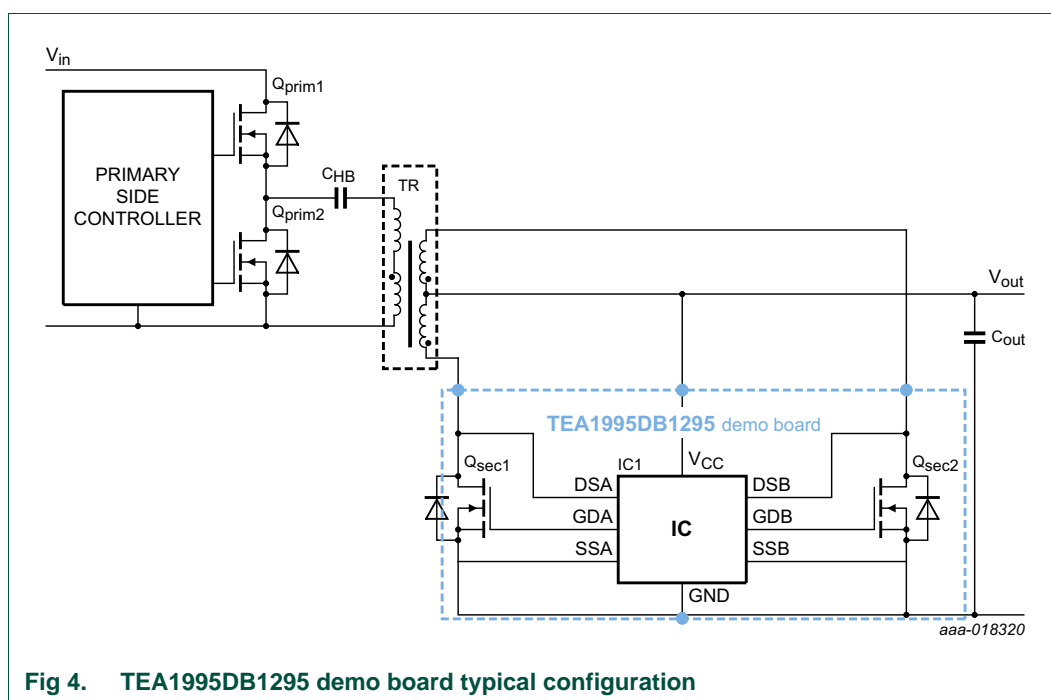 Vin
Qprim1
PRIMARY
SIDE
CONTROLLER
CHB
TR
Qprim2
Vout
Cout
TEA1995DB1295 demo board
Qsec1
IC1
VCC
Qsec2
DSA
DSB
GDA
IC
GDB
SSA
SSB
GND
aaa-018320
Fig 4. TEA1995DB1295 demo board typical configuration